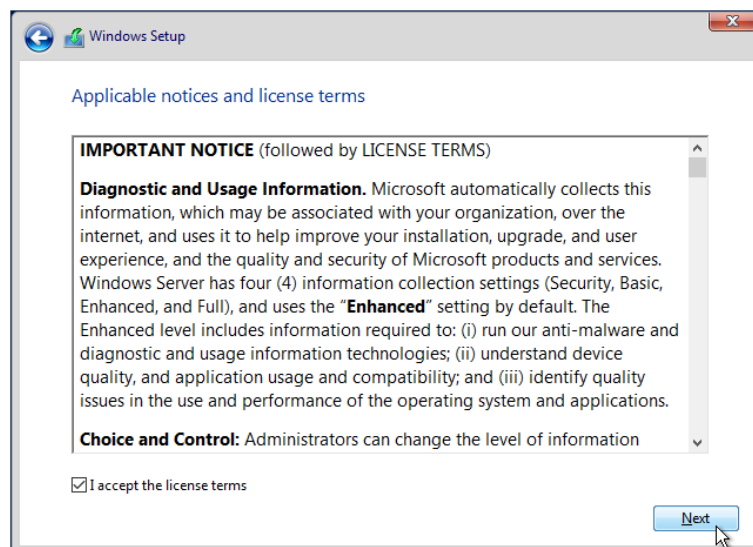 Windows Setup
Applicable notices and license terms
IMPORTANT NOTICE (followed by LICENSE TERMS)
Diagnostic and Usage Information. Microsoft automatically collects this
information, which may be associated with your organization, over the
internet, and uses it to help improve your installation, upgrade, and user
experience, and the quality and security of Microsoft products and services.
Windows Server has four (4) information collection settings (Security, Basic,
Enhanced, and Full), and uses the “Enhanced” setting by default. The
Enhanced level includes information required to: (i) run our anti-malware and
diagnostic and usage information technologies; (ii) understand device
quality, and application usage and compatibility; and (iii) identify quality
issues in the use and performance of the operating system and applications.
Choice and Control: Administrators can change the level of information
I accept the license terms
Next